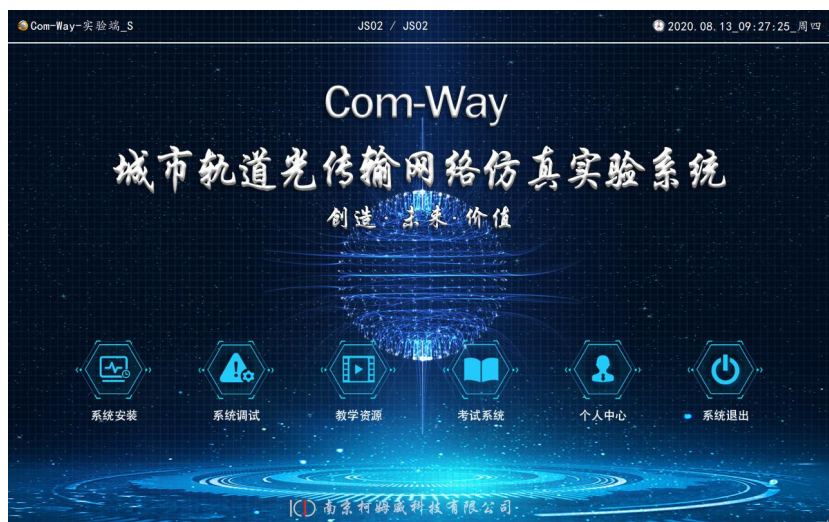 Com-Way-实验端_S JS02 / JS02 2020.08.13_09:27:25_周四
Com-Way
城市轨道光传输网络仿真实验系统
创造·未来·价值
系统安装 系统调试 教学资源 考试系统 个人中心 系统退出
南京柯姆威科技有限公司